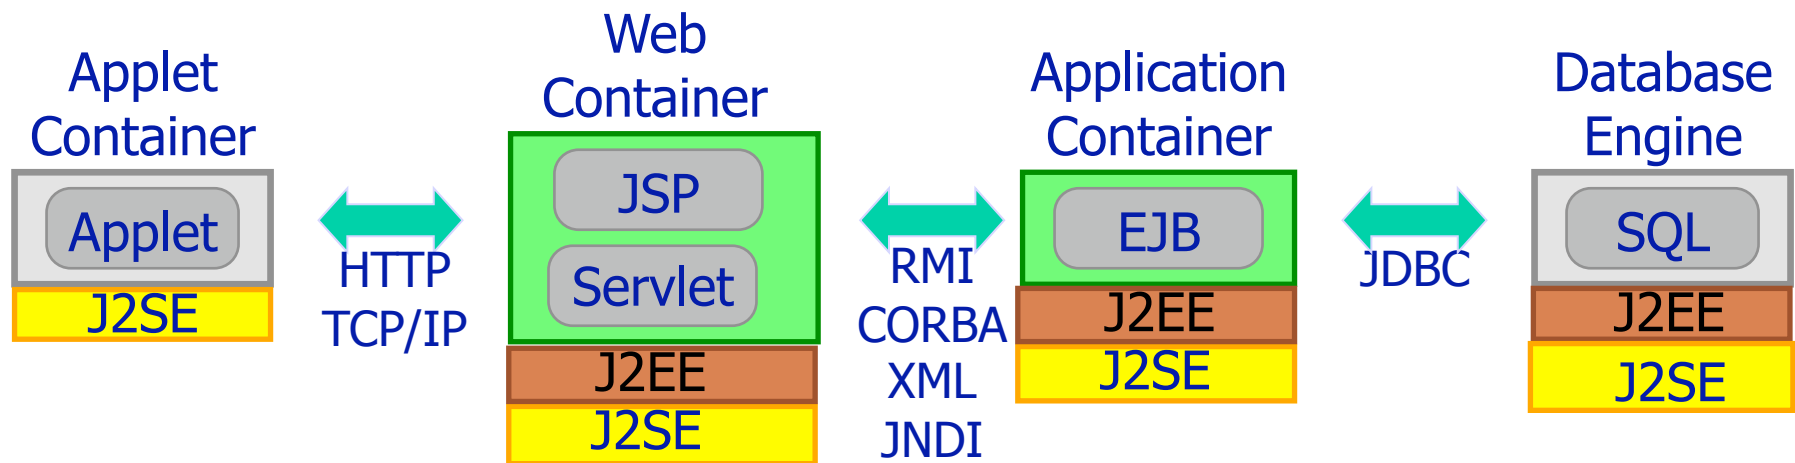 Applet
Container
Applet
J2SE
HTTP
TCP/IP
Web
Container
JSP
Servlet
J2EE
J2SE
RMI
CORBA
XML
JNDI
Application
Container
EJB
J2EE
J2SE
JDBC
Database
Engine
SQL
J2EE
J2SE